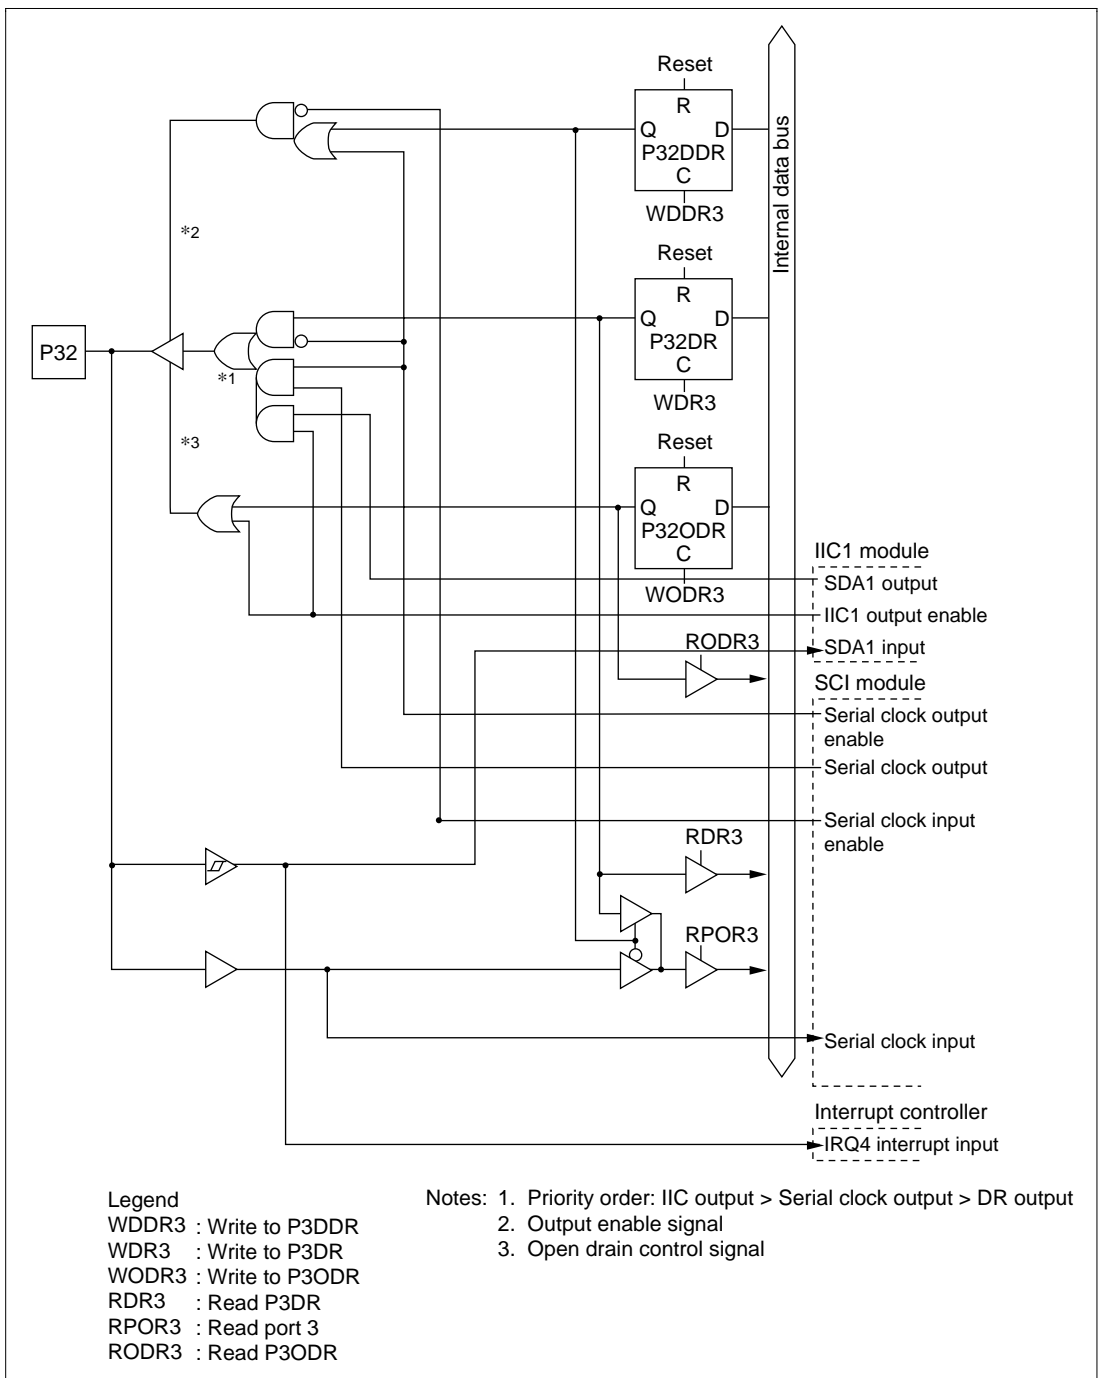 Reset
R
Q D
P32DDR
C
WDDR3
Internal data bus
*2
Reset
R
Q D
P32DR
C
WDR3
P32
*1
*3
Reset
R
Q D
P32ODR
C
WODR3
IIC1 module
SDA1 output
IIC1 output enable
RODR3
SDA1 input
SCI module
Serial clock output
enable
Serial clock output
Serial clock input
enable
RDR3
RPOR3
Serial clock input
Interrupt controller
IRQ4 interrupt input
Legend
WDDR3 : Write to P3DDR
WDR3 : Write to P3DR
WODR3 : Write to P3ODR
RDR3 : Read P3DR
RPOR3 : Read port 3
RODR3 : Read P3ODR
Notes: 1. Priority order: IIC output > Serial clock output > DR output
2. Output enable signal
3. Open drain control signal